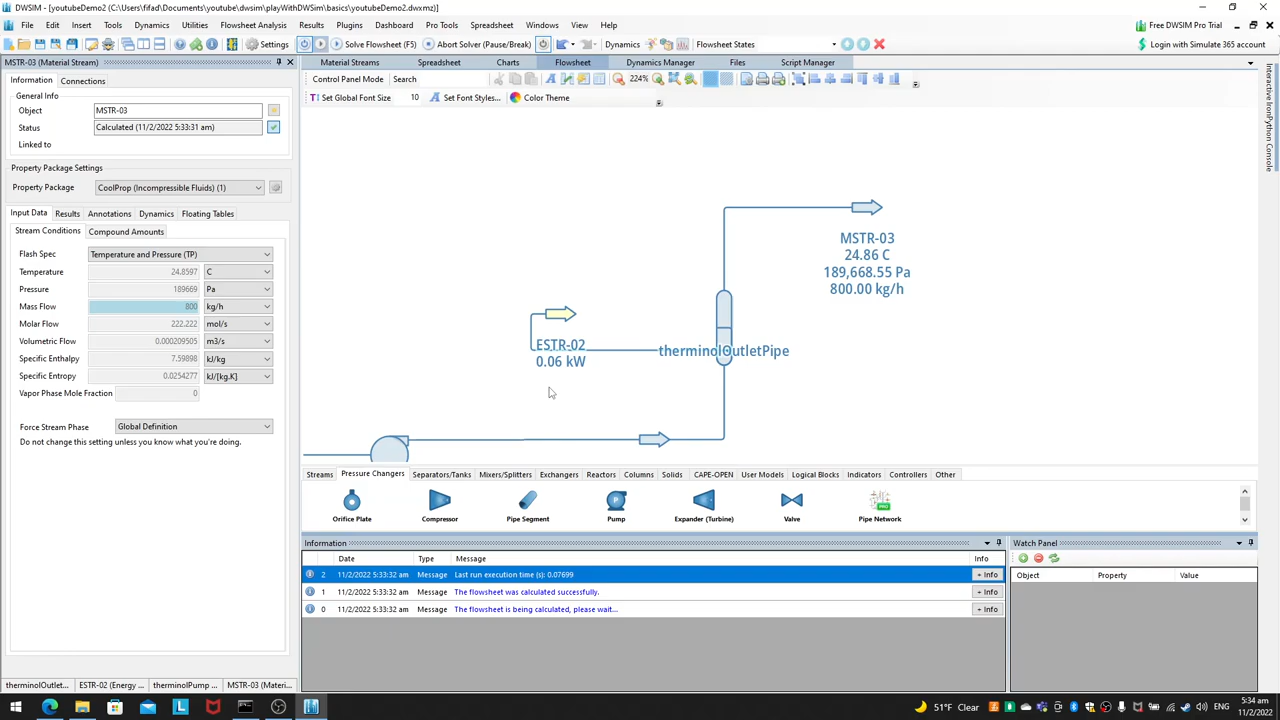 DWSIM - [youtubeDemo2 (C:\Users\fifad\Documents\youtube\dwsim\playWithDWSim\basics\youtubeDemo2.dwxmz)]
File Edit Insert Tools Dynamics Utilities Flowsheet Analysis Results Plugins Dashboard Pro Tools Spreadsheet Windows View Help Free DWSIM Pro Trial
Settings Solve Flowsheet (F5) Abort Solver (Pause/Break) Dynamics Flowsheet States Login with Simulate 365 account
MSTR-03 (Material Stream)
Material Streams Spreadsheet Charts Flowsheet Dynamics Manager Files Script Manager
Information Connections
Control Panel Mode Search 224%
Set Global Font Size 10 Set Font Styles... Color Theme
General Info
Object MSTR-03
Status Calculated (11/2/2022 5:33:31 am)
Linked to
Property Package Settings
Property Package CoolProp (Incompressible Fluids) (1)
Input Data Results Annotations Dynamics Floating Tables
Stream Conditions Compound Amounts
Flash Spec Temperature and Pressure (TP)
Temperature 24.8597 C
Pressure 189669 Pa
Mass Flow 800 kg/h
Molar Flow 222.222 mol/s
Volumetric Flow 0.000209505 m3/s
Specific Enthalpy 7.59898 kJ/kg
Specific Entropy 0.0254277 kJ/[kg.K]
Vapor Phase Mole Fraction 0
Force Stream Phase Global Definition
Do not change this setting unless you know what you're doing.
MSTR-03
24.86 C
189,668.55 Pa
800.00 kg/h
ESTR-02
0.06 kW
therminolOutletPipe
Streams Pressure Changers Separators/Tanks Mixers/Splitters Exchangers Reactors Columns Solids CAPE-OPEN User Models Logical Blocks Indicators Controllers Other
PRO
Orifice Plate Compressor Pipe Segment Pump Expander (Turbine) Valve Pipe Network
Information
Date Type Message Info
2 11/2/2022 5:33:32 am Message Last run execution time (s): 0.07699 + Info
1 11/2/2022 5:33:32 am Message The flowsheet was calculated successfully. + Info
0 11/2/2022 5:33:32 am Message The flowsheet is being calculated, please wait... + Info
Watch Panel
Object Property Value
Interactive IronPython Console
thermiolOutlet... ESTR-02 (Energy ... therminolPump ... MSTR-03 (Materi...
51°F Clear
5:34 am
11/2/2022